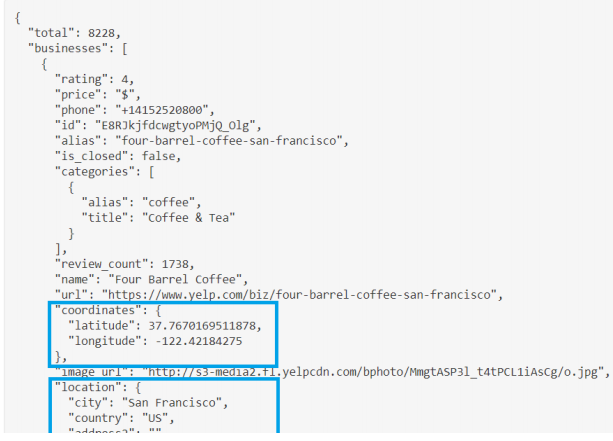 {
"total": 8228,
"businesses": [
{
"rating": 4,
"price": "$",
"phone": "+14152520800",
"id": "E8RJkjfdcwgtyoPMjQ_Olg",
"alias": "four-barrel-coffee-san-francisco",
"is_closed": false,
"categories": [
{
"alias": "coffee",
"title": "Coffee & Tea"
}
],
"review_count": 1738,
"name": "Four Barrel Coffee",
"url": "https://www.yelp.com/biz/four-barrel-coffee-san-francisco",
"coordinates": {
"latitude": 37.7670169511878,
"longitude": -122.42184275
},
"image_url": "http://s3-media2.fl.yelpcdn.com/bphoto/MmgtASP3l_t4tPCL1iAsCg/o.jpg",
"location": {
"city": "San Francisco",
"country": "US",
"address2": ""